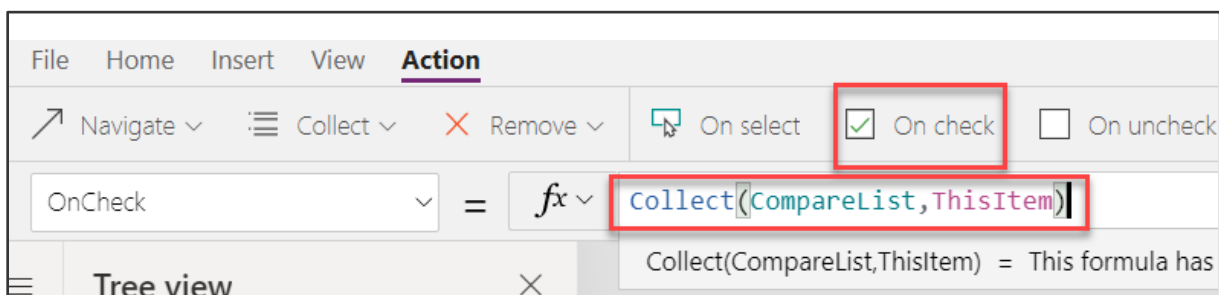 File Home Insert View Action
Navigate Collect Remove On select On check On uncheck
OnCheck = fx Collect(CompareList,ThisItem)
Collect(CompareList,ThisItem) = This formula has
Tree view